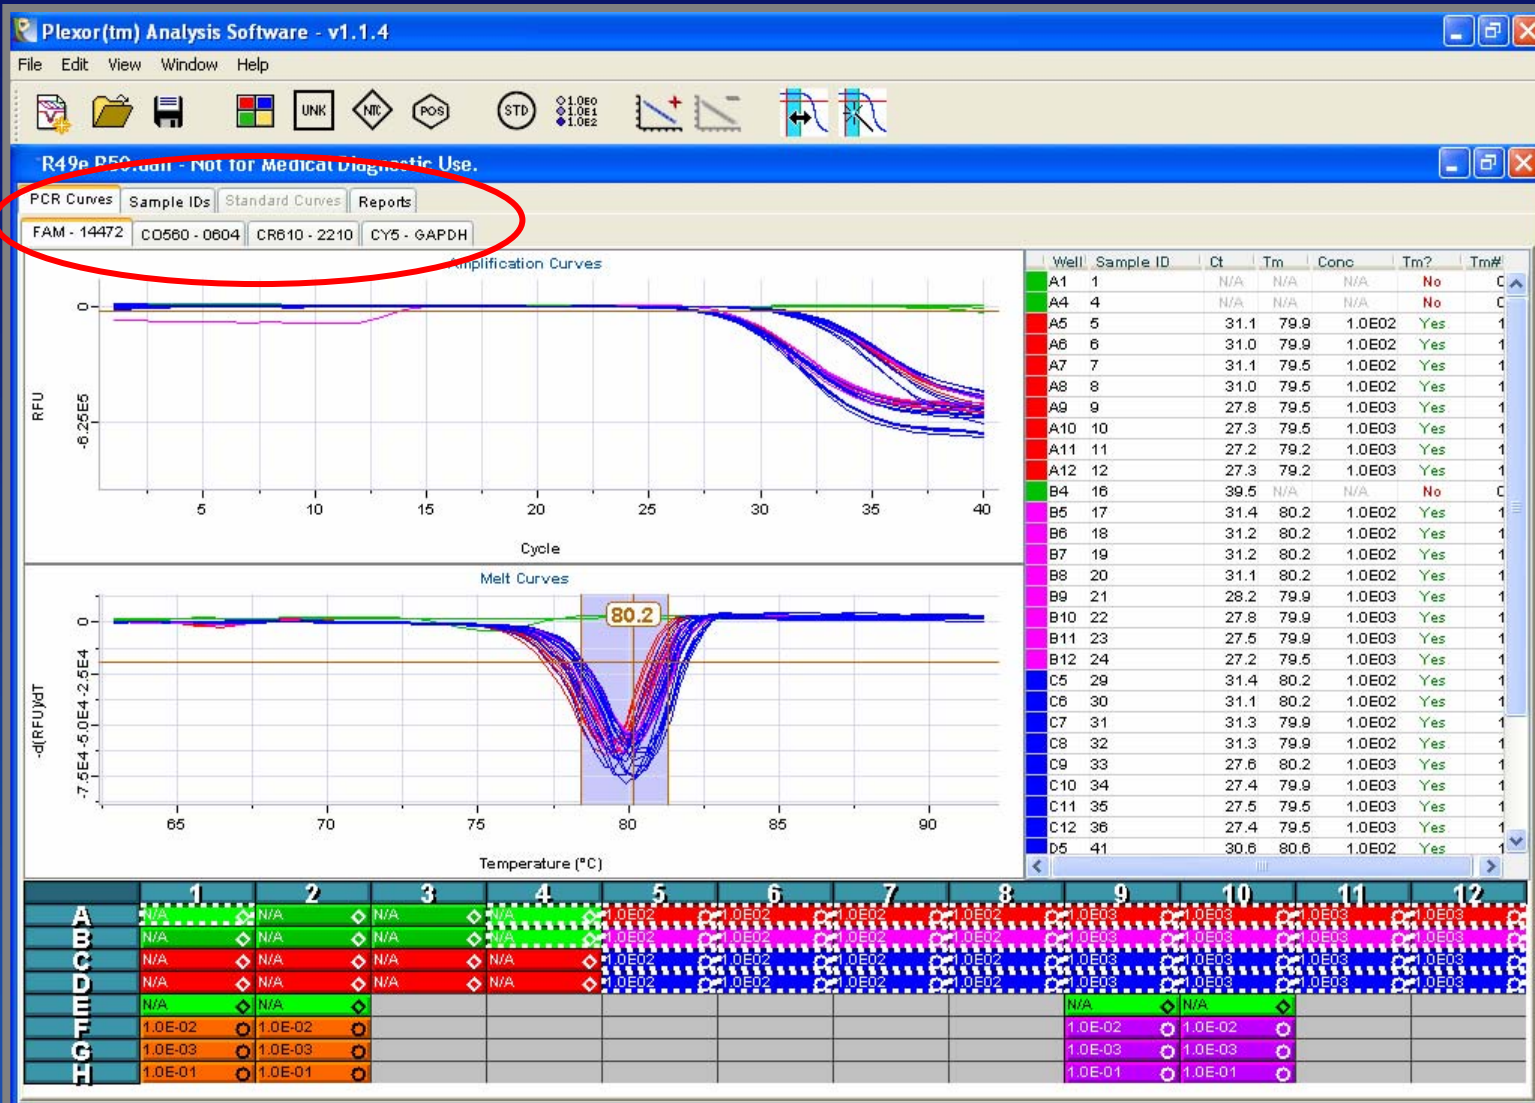 Plexor(tm) Analysis Software - v1.1.4
File Edit View Window Help
UNK NTC POS STD 1.0E0
1.0E1
1.0E2
- Not for Medical Diagnostic Use.
PCR Curves Sample IDs Standard Curves Reports
FAM - 14472 CO560 - 0604 CR610 - 2210 CY5 - GAPDH
Amplification Curves
RFU
0
-6.25E5
5 10 15 20 25 30 35 40
Cycle
Melt Curves
80.2
-d(RFU)/dT
0
-2.5E4
-5.0E4
-7.5E4
65 70 75 80 85 90
Temperature (°C)
Well Sample ID Ct Tm Conc Tm? Tm#
A1 1 N/A N/A N/A No
A4 4 N/A N/A N/A No
A5 5 31.1 79.9 1.0E02 Yes 1
A6 6 31.0 79.9 1.0E02 Yes 1
A7 7 31.1 79.5 1.0E02 Yes 1
A8 8 31.0 79.5 1.0E02 Yes 1
A9 9 27.8 79.5 1.0E03 Yes 1
A10 10 27.3 79.5 1.0E03 Yes 1
A11 11 27.2 79.2 1.0E03 Yes 1
A12 12 27.3 79.2 1.0E03 Yes 1
B4 16 39.5 N/A N/A No
B5 17 31.4 80.2 1.0E02 Yes 1
B6 18 31.2 80.2 1.0E02 Yes 1
B7 19 31.2 80.2 1.0E02 Yes 1
B8 20 31.1 80.2 1.0E02 Yes 1
B9 21 28.2 79.9 1.0E03 Yes 1
B10 22 27.8 79.9 1.0E03 Yes 1
B11 23 27.5 79.9 1.0E03 Yes 1
B12 24 27.2 79.5 1.0E03 Yes 1
C5 29 31.4 80.2 1.0E02 Yes 1
C6 30 31.1 80.2 1.0E02 Yes 1
C7 31 31.3 79.9 1.0E02 Yes 1
C8 32 31.3 79.9 1.0E02 Yes 1
C9 33 27.6 80.2 1.0E03 Yes 1
C10 34 27.4 79.9 1.0E03 Yes 1
C11 35 27.5 79.5 1.0E03 Yes 1
C12 36 27.4 79.5 1.0E03 Yes 1
D5 41 30.6 80.6 1.0E02 Yes 1
1 2 3 4 5 6 7 8 9 10 11 12
A N/A N/A N/A N/A 1.0E02 1.0E02 1.0E02 1.0E02 1.0E03 1.0E03 1.0E03 1.0E03
B N/A N/A N/A N/A 1.0E02 1.0E02 1.0E02 1.0E02 1.0E03 1.0E03 1.0E03 1.0E03
C N/A N/A N/A N/A 1.0E02 1.0E02 1.0E02 1.0E02 1.0E03 1.0E03 1.0E03 1.0E03
D N/A N/A N/A N/A 1.0E02 1.0E02 1.0E02 1.0E02 1.0E03 1.0E03 1.0E03 1.0E03
E N/A N/A N/A N/A
F 1.0E-02 1.0E-02 1.0E-02 1.0E-02
G 1.0E-03 1.0E-03 1.0E-03 1.0E-03
H 1.0E-01 1.0E-01 1.0E-01 1.0E-01